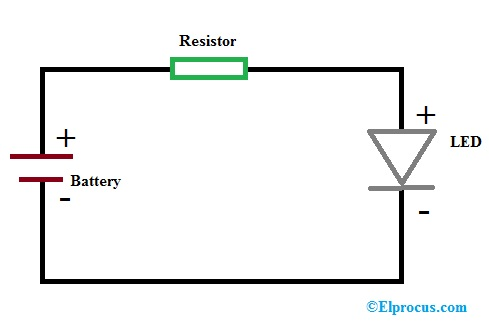 Resistor
+
LED
+
Battery
-
-
©Elprocus.com